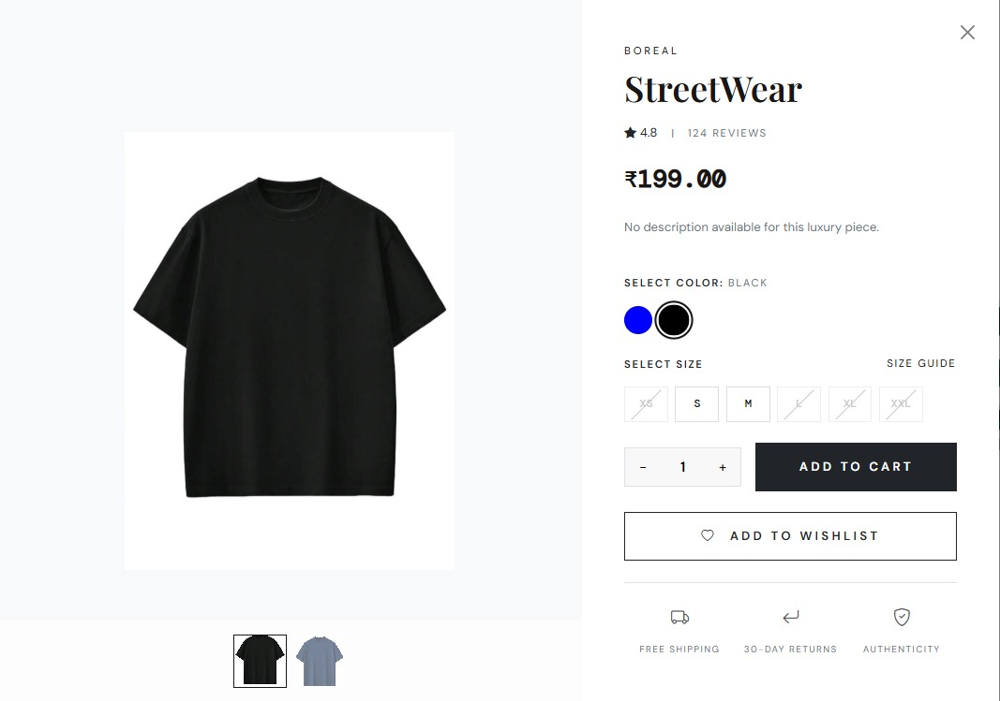 BOREAL
StreetWear
4.8 | 124 REVIEWS
₹199.00
No description available for this luxury piece.
SELECT COLOR: BLACK
SELECT SIZE SIZE GUIDE
XS S M L XL XXL
- 1 + ADD TO CART
ADD TO WISHLIST
FREE SHIPPING 30-DAY RETURNS AUTHENTICITY